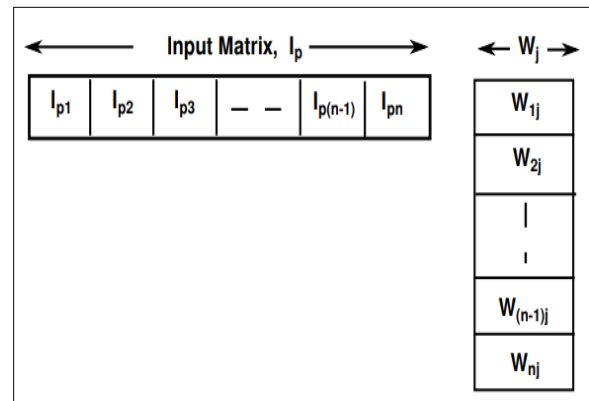 Input Matrix, Ip
Wj
Ip1 Ip2 Ip3 — — Ip(n-1) Ipn
W1j
W2j
W(n-1)j
Wnj